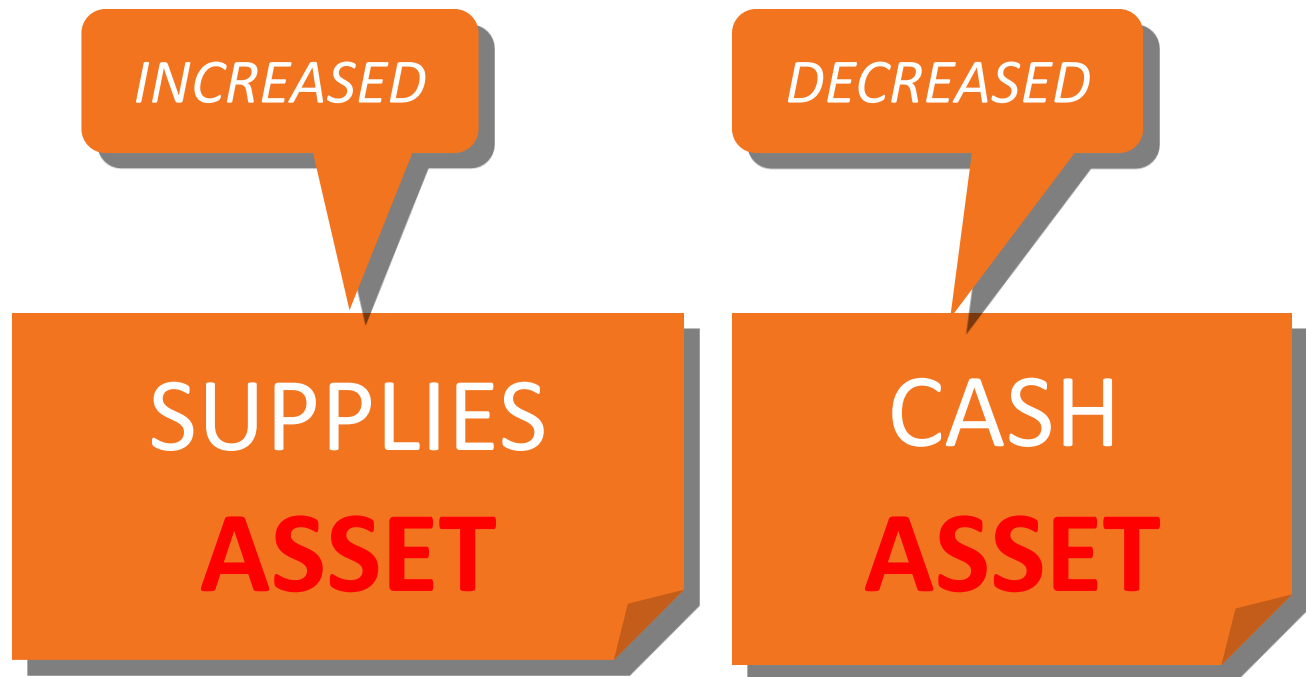 INCREASED
DECREASED
SUPPLIES
ASSET
CASH
ASSET